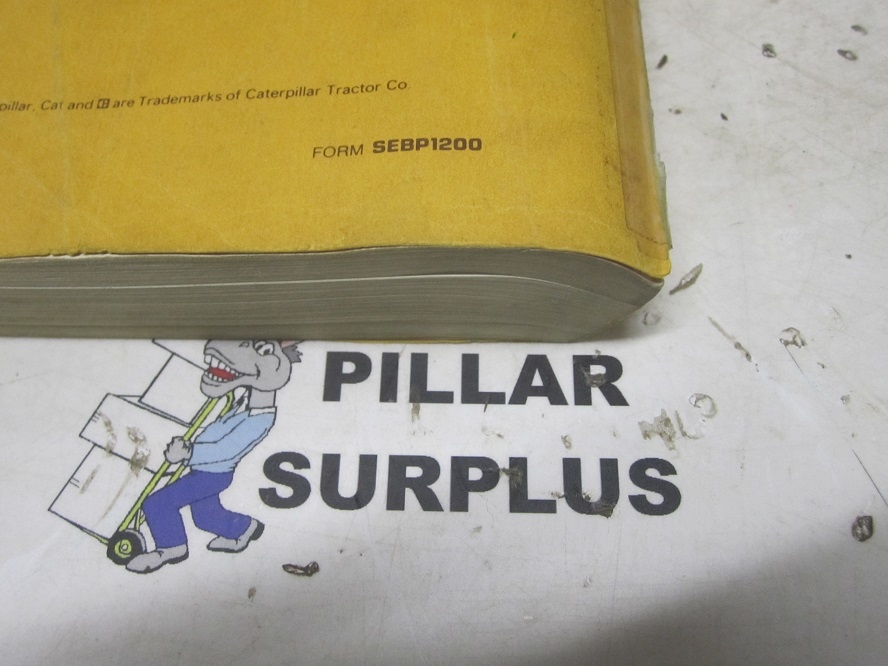 pillar, Cat and are Trademarks of Caterpillar Tractor Co.
FORM SEBP1200
PILLAR
SURPLUS